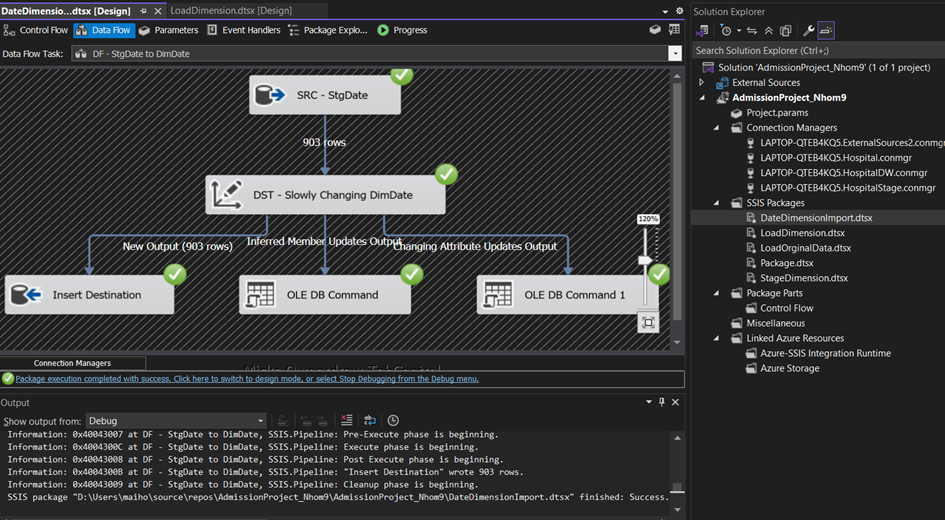 DateDimensio...dtsx [Design]
LoadDimension.dtsx [Design]
Control Flow
Data Flow
Parameters
Event Handlers
Package Explo...
Progress
Data Flow Task:
DF - StgDate to DimDate
SRC - StgDate
903 rows
DST - Slowly Changing DimDate
120%
New Output (903 rows)
Inferred Member Updates Output
Changing Attribute Updates Output
Insert Destination
OLE DB Command
OLE DB Command 1
Connection Managers
Package execution completed with success. Click here to switch to design mode, or select Stop Debugging from the Debug menu.
Output
Show output from:
Debug
Information: 0x40043007 at DF - StgDate to DimDate, SSIS.Pipeline: Pre-Execute phase is beginning.
Information: 0x4004300C at DF - StgDate to DimDate, SSIS.Pipeline: Execute phase is beginning.
Information: 0x40043008 at DF - StgDate to DimDate, SSIS.Pipeline: Post Execute phase is beginning.
Information: 0x4004300B at DF - StgDate to DimDate, SSIS.Pipeline: "Insert Destination" wrote 903 rows.
Information: 0x40043009 at DF - StgDate to DimDate, SSIS.Pipeline: Cleanup phase is beginning.
SSIS package "D:\Users\maiho\source\repos\AdmissionProject_Nhom9\AdmissionProject_Nhom9\DateDimensionImport.dtsx" finished: Success.
Solution Explorer
Search Solution Explorer (Ctrl+;)
Solution 'AdmissionProject_Nhom9' (1 of 1 project)
External Sources
AdmissionProject_Nhom9
Project.params
Connection Managers
LAPTOP-QTEB4KQ5.ExternalSources2.conmgr
LAPTOP-QTEB4KQ5.Hospital.conmgr
LAPTOP-QTEB4KQ5.HospitalDW.conmgr
LAPTOP-QTEB4KQ5.HospitalStage.conmgr
SSIS Packages
DateDimensionImport.dtsx
LoadDimension.dtsx
LoadOrginalData.dtsx
Package.dtsx
StageDimension.dtsx
Package Parts
Control Flow
Miscellaneous
Linked Azure Resources
Azure-SSIS Integration Runtime
Azure Storage